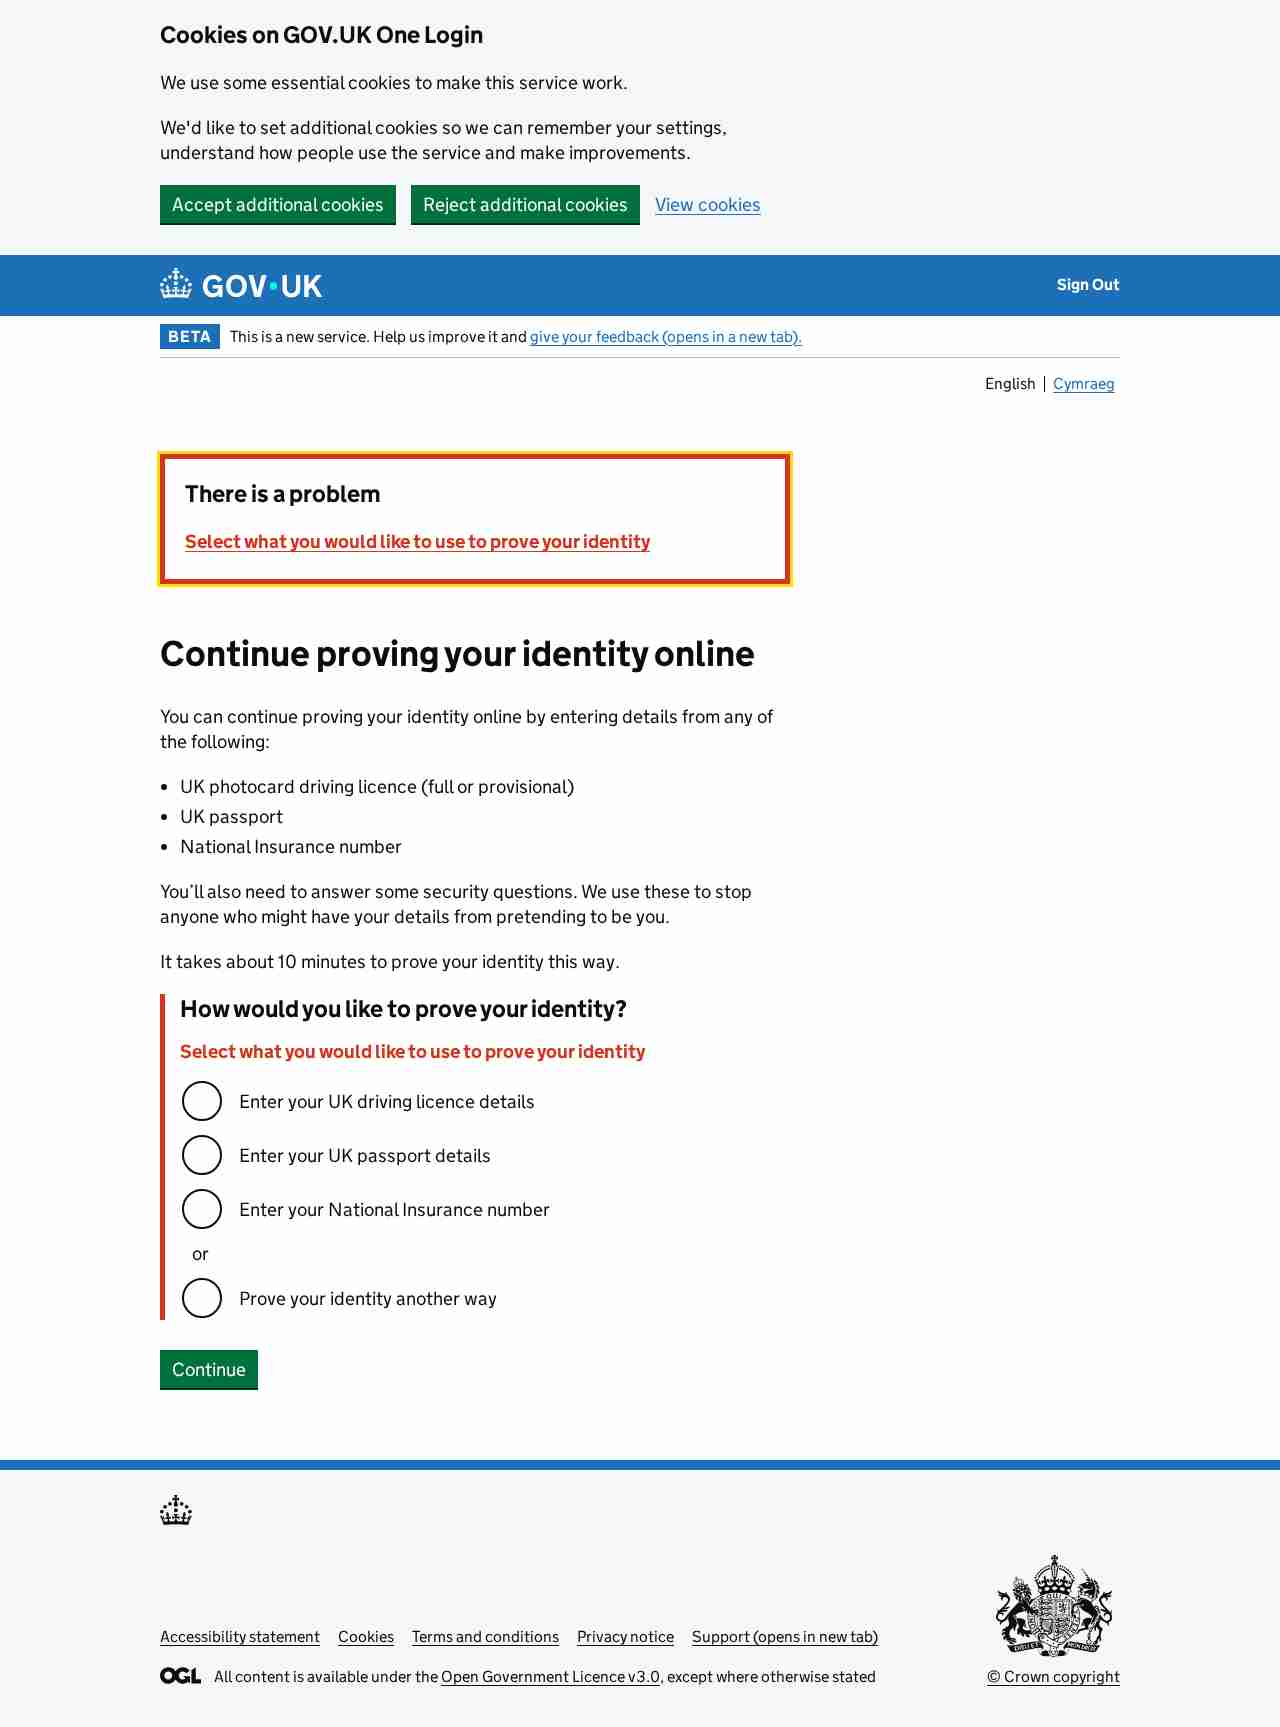 Cookies on GOV.UK One Login
We use some essential cookies to make this service work.
We'd like to set additional cookies so we can remember your settings,
understand how people use the service and make improvements.
Accept additional cookies Reject additional cookies View cookies
GOV·UK Sign Out
BETA This is a new service. Help us improve it and give your feedback (opens in a new tab).
English | Cymraeg
There is a problem
Select what you would like to use to prove your identity
Continue proving your identity online
You can continue proving your identity online by entering details from any of
the following:
• UK photocard driving licence (full or provisional)
• UK passport
• National Insurance number
You’ll also need to answer some security questions. We use these to stop
anyone who might have your details from pretending to be you.
It takes about 10 minutes to prove your identity this way.
How would you like to prove your identity?
Select what you would like to use to prove your identity
Enter your UK driving licence details
Enter your UK passport details
Enter your National Insurance number
or
Prove your identity another way
Continue
Accessibility statement Cookies Terms and conditions Privacy notice Support (opens in new tab)
OGL All content is available under the Open Government Licence v3.0, except where otherwise stated
© Crown copyright